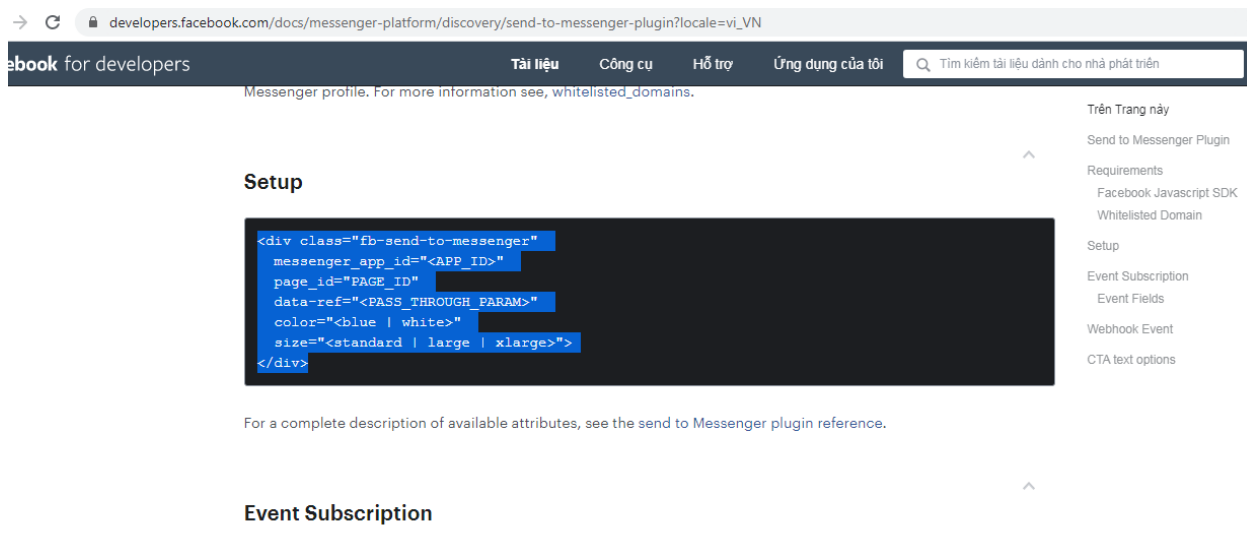 developers.facebook.com/docs/messenger-platform/discovery/send-to-messenger-plugin?locale=vi_VN
ebook for developers
Tài liệu
Công cụ
Hỗ trợ
Ứng dụng của tôi
Tìm kiếm tài liệu dành cho nhà phát triển
Messenger profile. For more information see, whitelisted_domains.
Setup
<div class="fb-send-to-messenger"
messenger_app_id="<APP_ID>"
page_id="PAGE_ID"
data-ref="<PASS_THROUGH_PARAM>"
color="<blue | white>"
size="<standard | large | xlarge>">
</div>
For a complete description of available attributes, see the send to Messenger plugin reference.
Event Subscription
Trên Trang này
Send to Messenger Plugin
Requirements
Facebook Javascript SDK
Whitelisted Domain
Setup
Event Subscription
Event Fields
Webhook Event
CTA text options